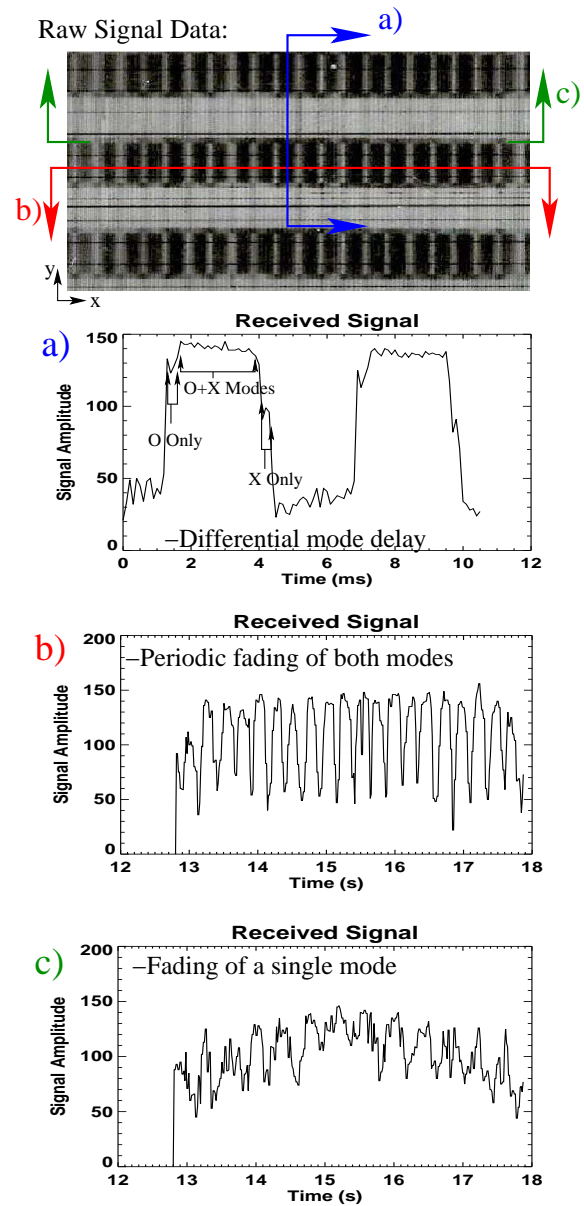 Raw Signal Data:
a)
c)
b)
y
x
Received Signal
a)
150
100
50
0
Signal Amplitude
O+X Modes
O Only
X Only
−Differential mode delay
0 2 4 6 8 10 12
Time (ms)
Received Signal
b)
200
150
100
50
0
Signal Amplitude
−Periodic fading of both modes
12 13 14 15 16 17 18
Time (s)
Received Signal
c)
200
150
100
50
0
Signal Amplitude
−Fading of a single mode
12 13 14 15 16 17 18
Time (s)